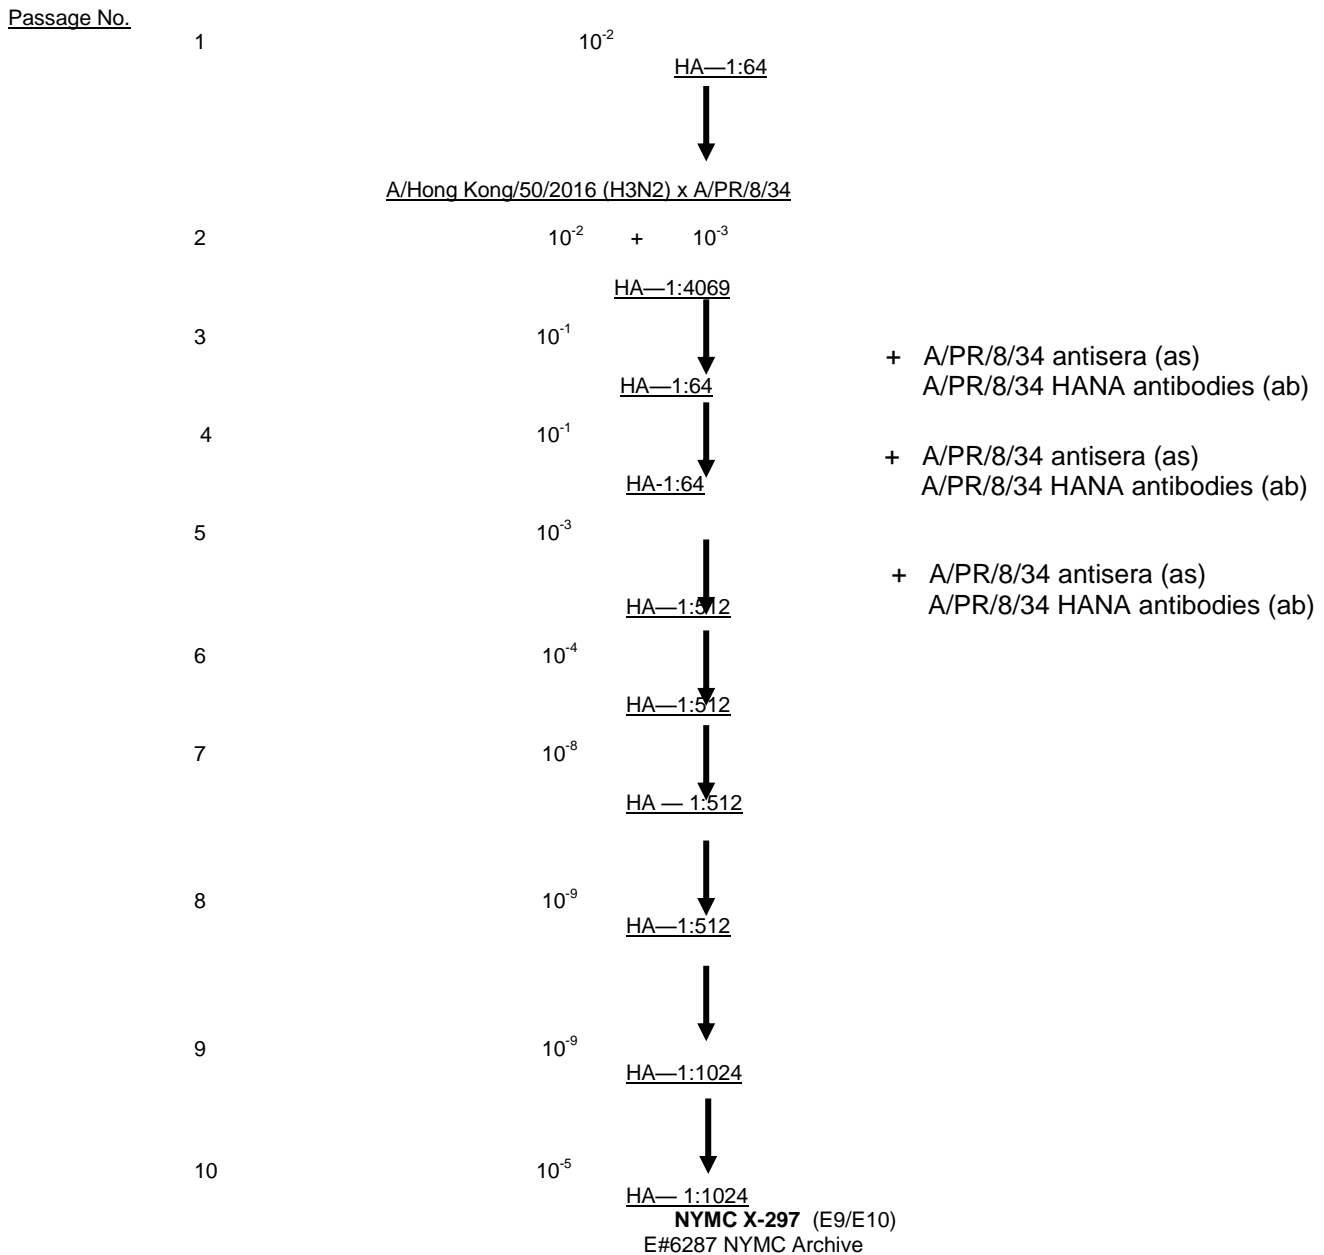 Passage No.
1 10-2
HA—1:64
A/Hong Kong/50/2016 (H3N2) x A/PR/8/34
2 10-2 + 10-3
HA—1:4069
3 10-1
+ A/PR/8/34 antisera (as)
HA—1:64 A/PR/8/34 HANA antibodies (ab)
4 10-1
+ A/PR/8/34 antisera (as)
HA-1:64 A/PR/8/34 HANA antibodies (ab)
5 10-3
+ A/PR/8/34 antisera (as)
HA—1:512 A/PR/8/34 HANA antibodies (ab)
6 10-4
HA—1:512
7 10-8
HA — 1:512
8 10-9
HA—1:512
9 10-9
HA—1:1024
10 10-5
HA— 1:1024
NYMC X-297 (E9/E10)
E#6287 NYMC Archive